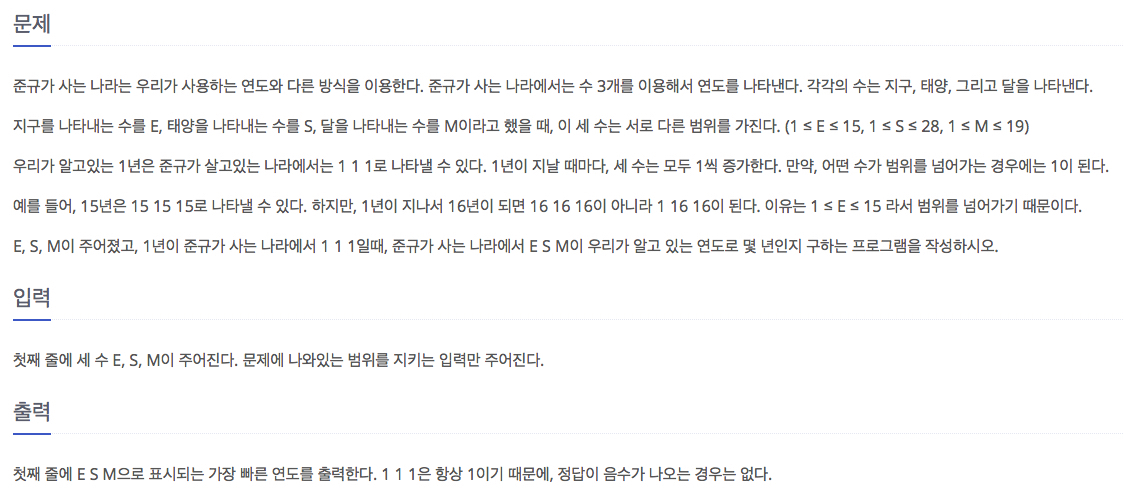 문제
준규가 사는 나라는 우리가 사용하는 연도와 다른 방식을 이용한다. 준규가 사는 나라에서는 수 3개를 이용해서 연도를 나타낸다. 각각의 수는 지구, 태양, 그리고 달을 나타낸다.
지구를 나타내는 수를 E, 태양을 나타내는 수를 S, 달을 나타내는 수를 M이라고 했을 때, 이 세 수는 서로 다른 범위를 가진다. (1 ≤ E ≤ 15, 1 ≤ S ≤ 28, 1 ≤ M ≤ 19)
우리가 알고있는 1년은 준규가 살고있는 나라에서는 1 1 1로 나타낼 수 있다. 1년이 지날 때마다, 세 수는 모두 1씩 증가한다. 만약, 어떤 수가 범위를 넘어가는 경우에는 1이 된다.
예를 들어, 15년은 15 15 15로 나타낼 수 있다. 하지만, 1년이 지나서 16년이 되면 16 16 16이 아니라 1 16 16이 된다. 이유는 1 ≤ E ≤ 15 라서 범위를 넘어가기 때문이다.
E, S, M이 주어졌고, 1년이 준규가 사는 나라에서 1 1 1일때, 준규가 사는 나라에서 E S M이 우리가 알고 있는 연도로 몇 년인지 구하는 프로그램을 작성하시오.
입력
첫째 줄에 세 수 E, S, M이 주어진다. 문제에 나와있는 범위를 지키는 입력만 주어진다.
출력
첫째 줄에 E S M으로 표시되는 가장 빠른 연도를 출력한다. 1 1 1은 항상 1이기 때문에, 정답이 음수가 나오는 경우는 없다.